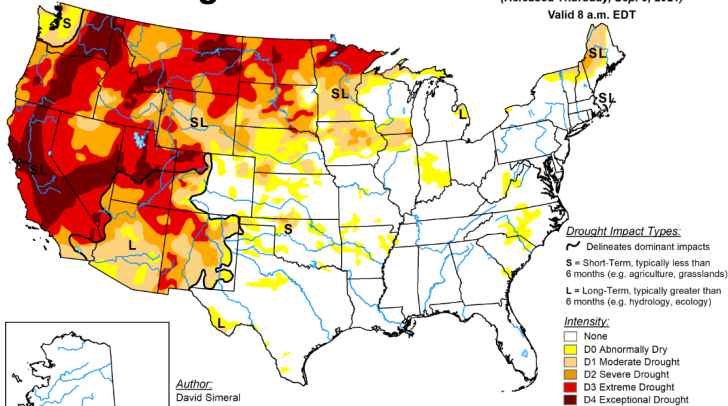 Valid 8 a.m. EDT
S
SL
SL
SL
SL
L
SL
L
S
L
Drought Impact Types:
Delineates dominant impacts
S = Short-Term, typically less than
6 months (e.g. agriculture, grasslands)
L = Long-Term, typically greater than
6 months (e.g. hydrology, ecology)
Intensity:
None
D0 Abnormally Dry
D1 Moderate Drought
D2 Severe Drought
D3 Extreme Drought
D4 Exceptional Drought
Author:
David Simeral